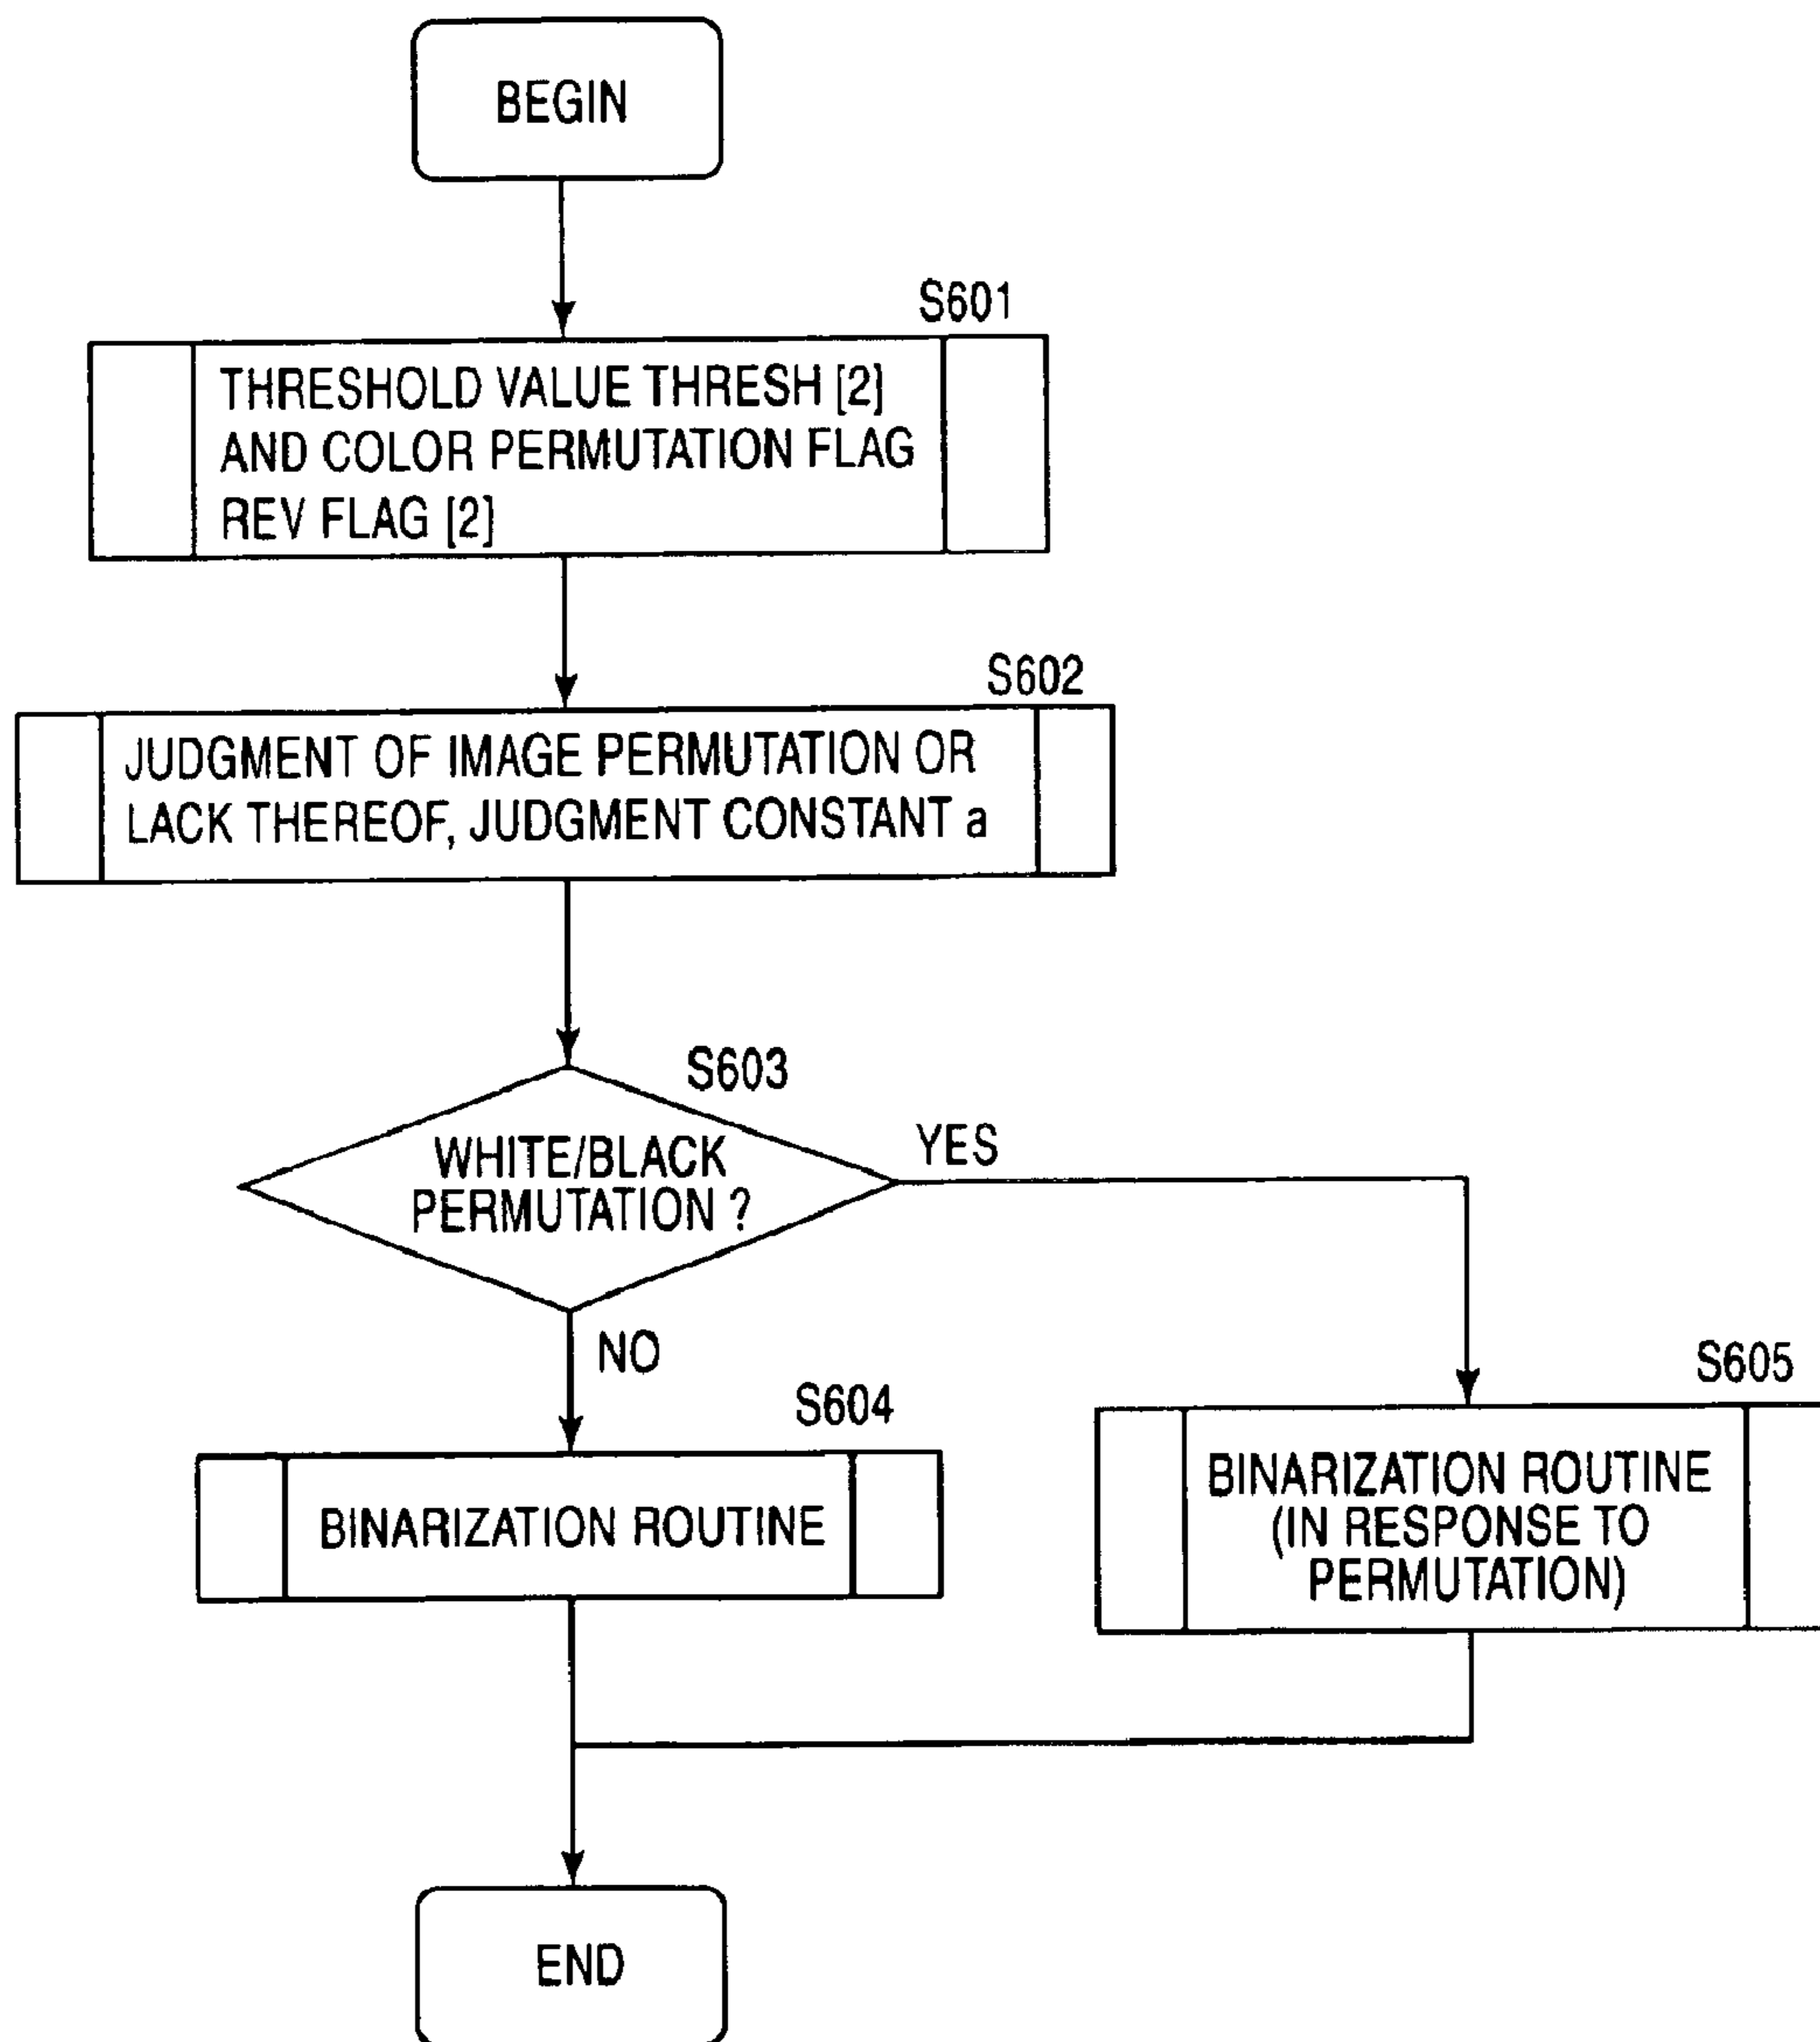 BEGIN
S601
THRESHOLD VALUE THRESH [2]
AND COLOR PERMUTATION FLAG
REV FLAG [2]
S602
JUDGMENT OF IMAGE PERMUTATION OR
LACK THEREOF, JUDGMENT CONSTANT a
S603
WHITE/BLACK
PERMUTATION ?
YES
NO
S604
BINARIZATION ROUTINE
S605
BINARIZATION ROUTINE
(IN RESPONSE TO
PERMUTATION)
END